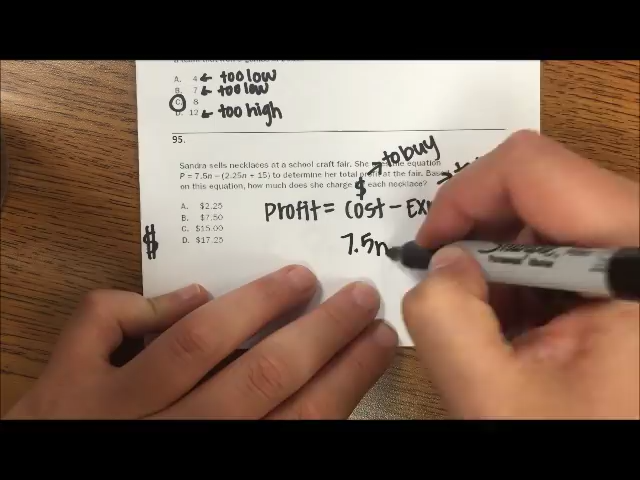 A. 4 ← too low
B. 7 ← too low
C. 8
D. 12 ← too high
95.
→ to buy
Sandra sells necklaces at a school craft fair. She the equation
P = 7.5n − (2.25n + 15) to determine her total profit at the fair.
on this equation, how much does she charge each necklace?
$
Profit = Cost −
A. $2.25
B. $7.50
C. $15.00
D. $17.25
7.5n
$